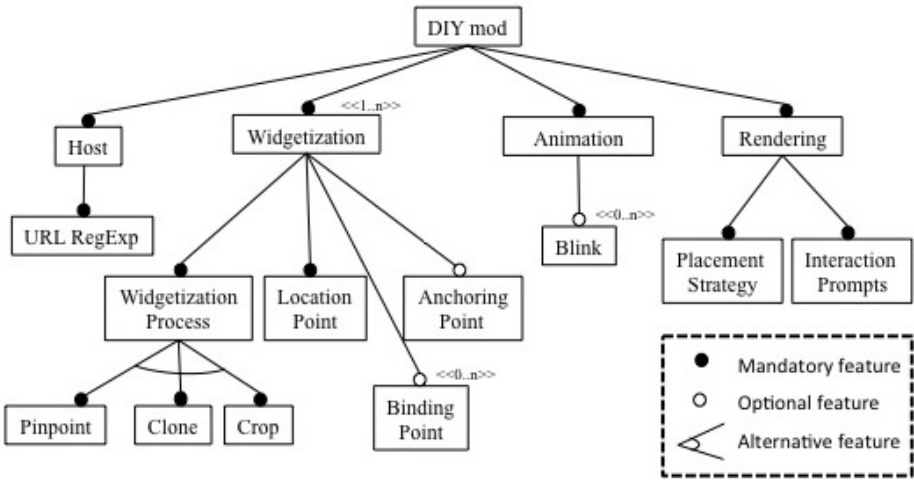 DIY mod
<<1..n>>
Host
Widgetization
Animation
Rendering
URL RegExp
<<0..n>>
Blink
Placement
Strategy
Interaction
Prompts
Widgetization
Process
Location
Point
Anchoring
Point
<<0..n>>
Pinpoint
Clone
Crop
Binding
Point
Mandatory feature
Optional feature
Alternative feature